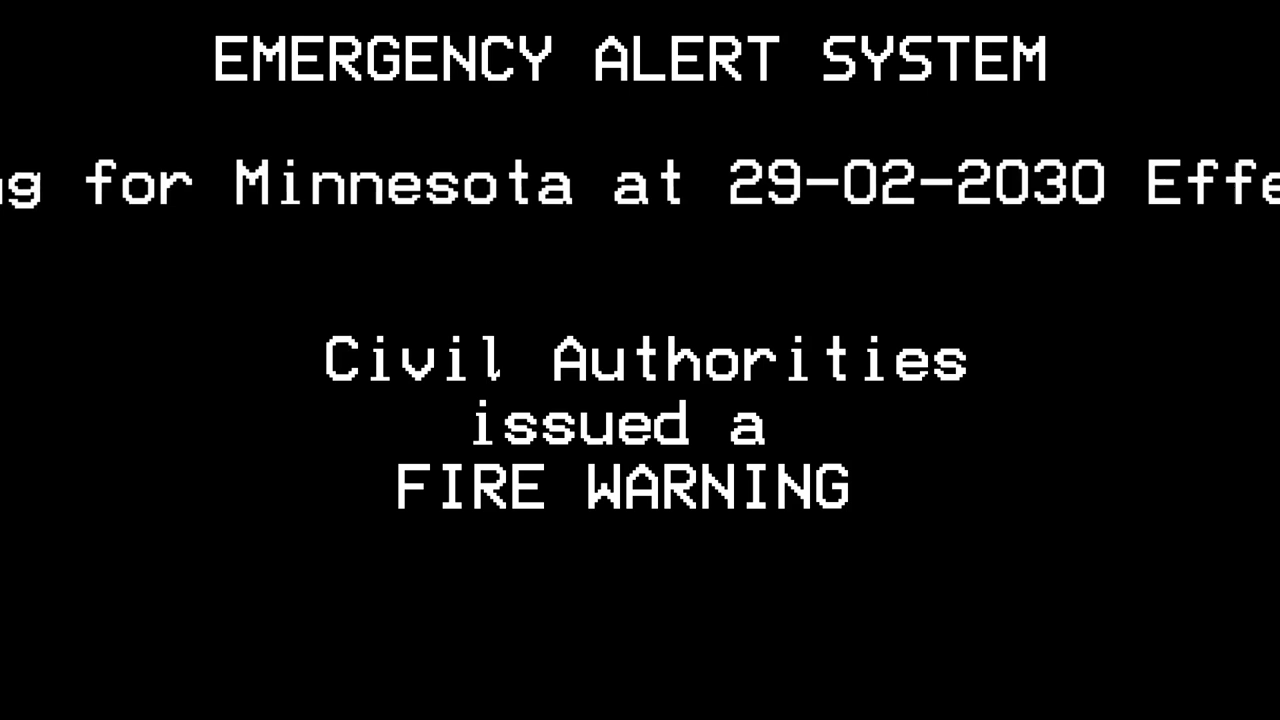 EMERGENCY ALERT SYSTEM
for Minnesota at 29-02-2030
Civil Authorities
issued a
FIRE WARNING